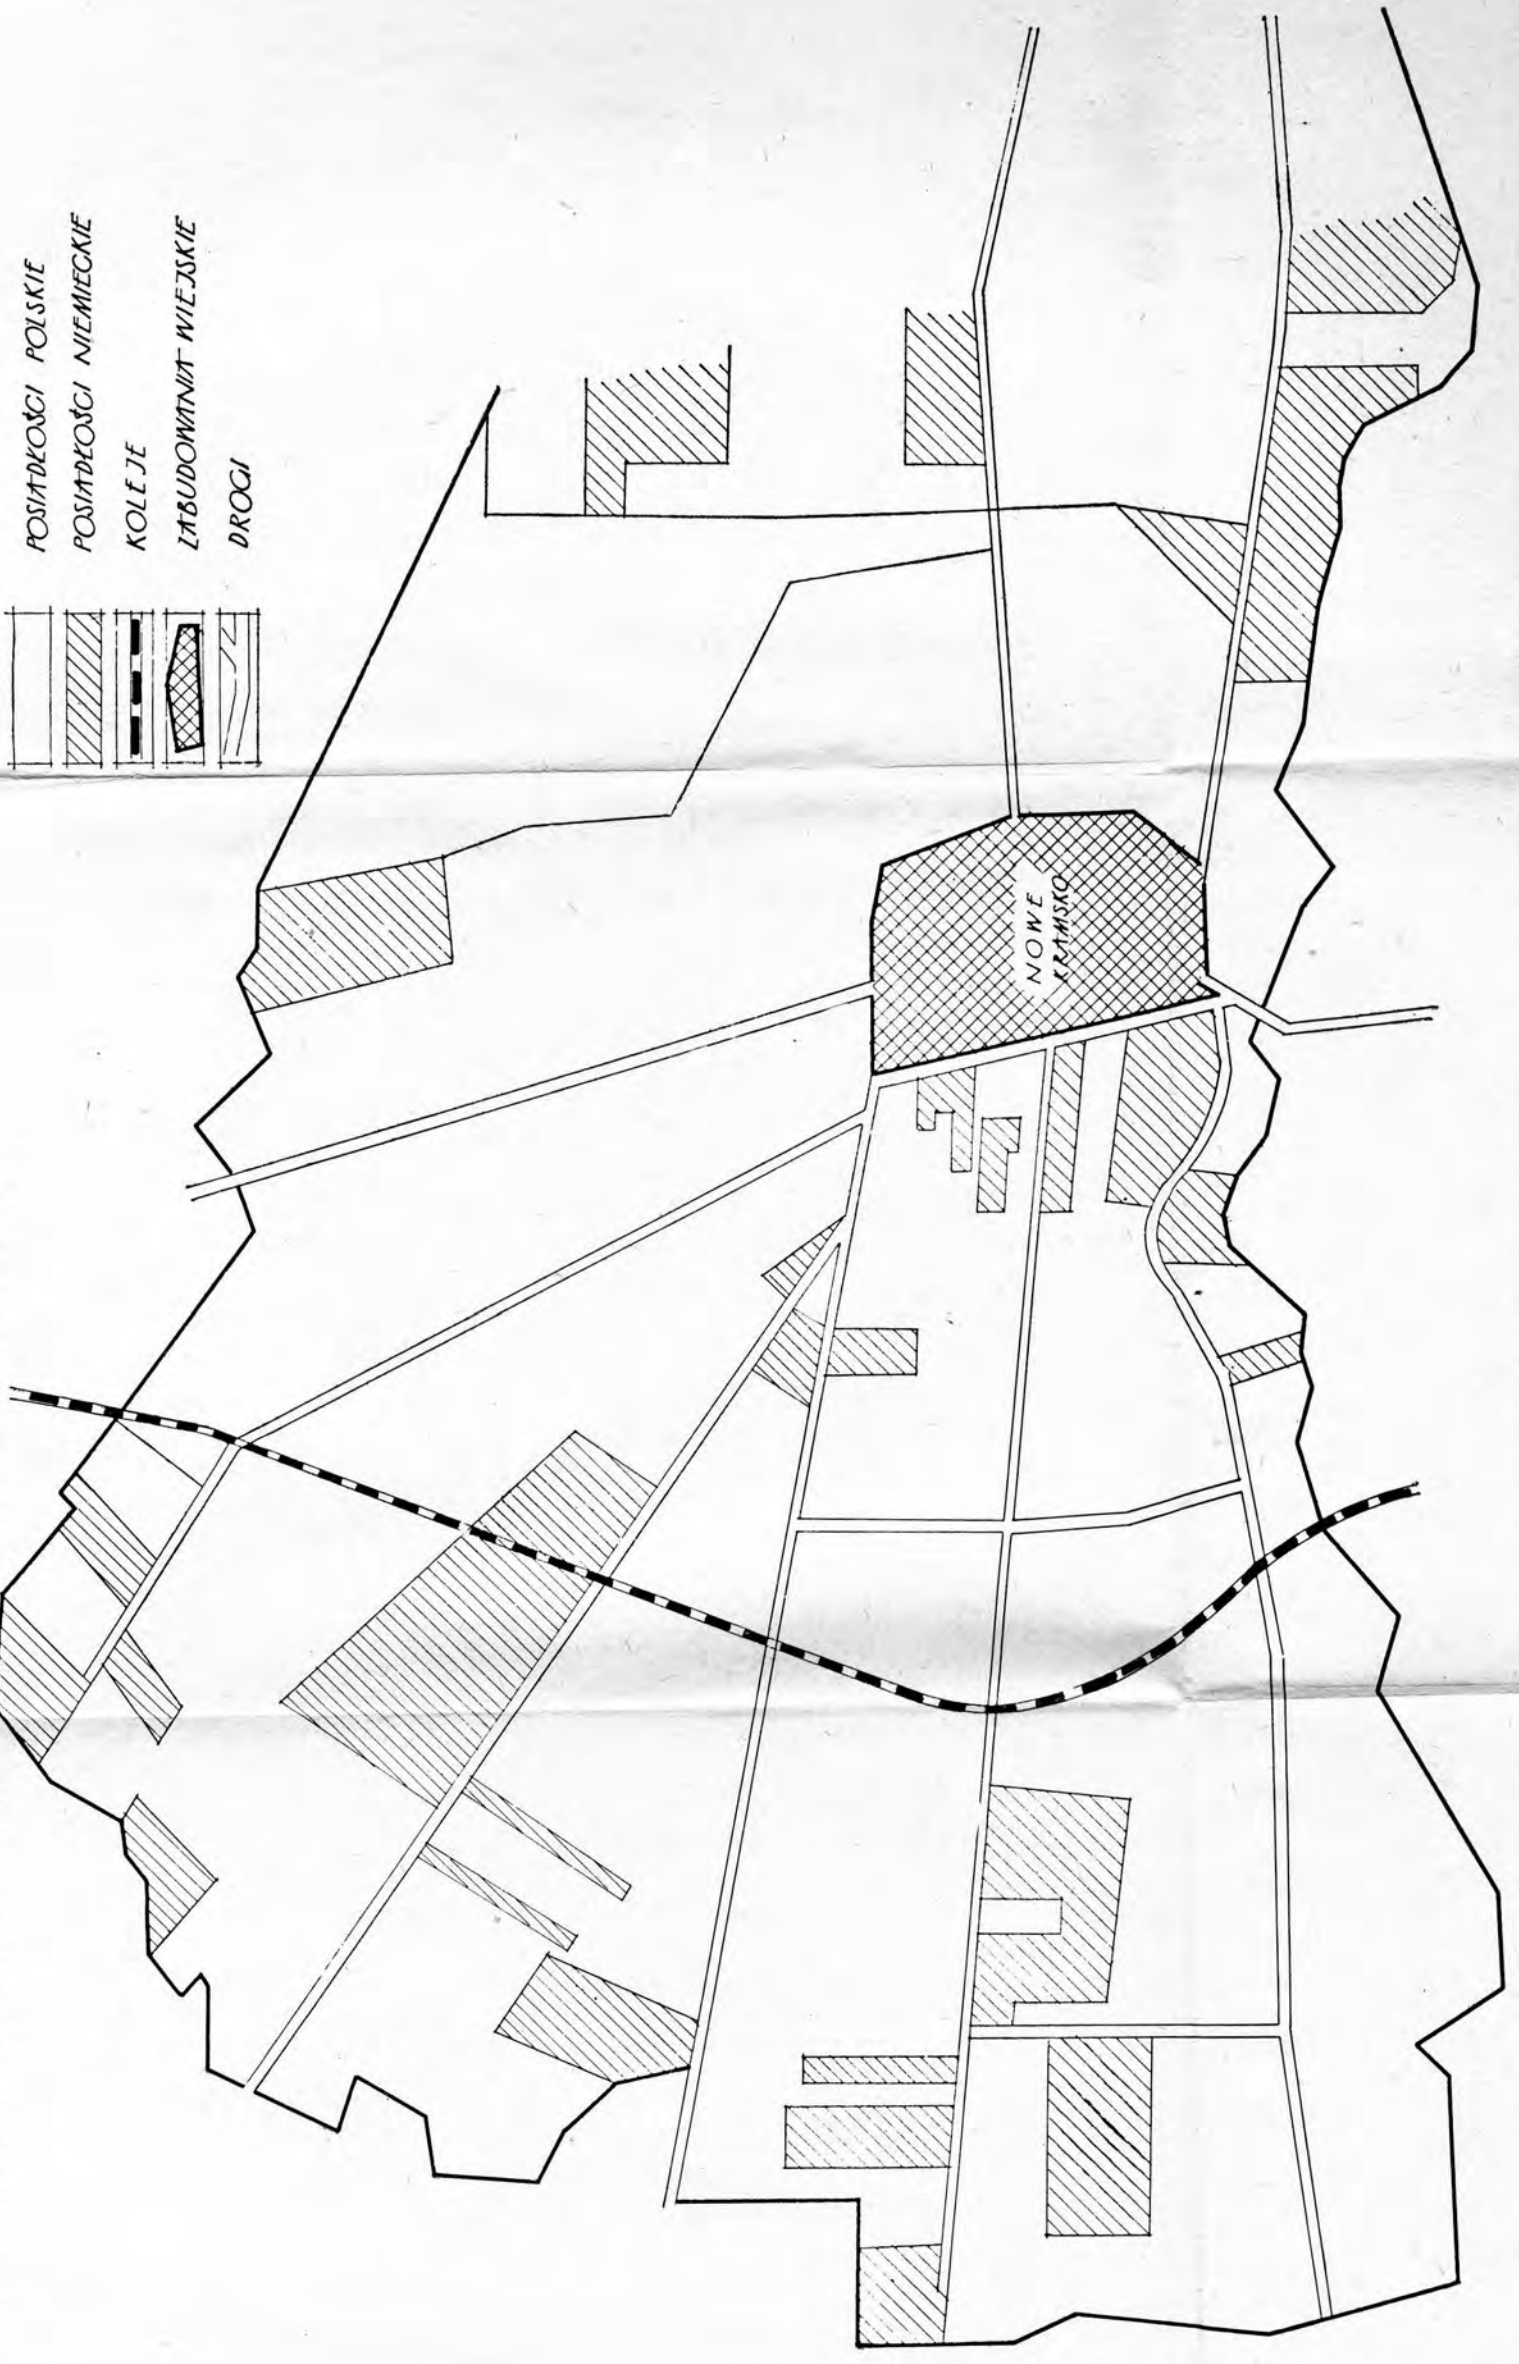 POSIADŁOŚCI POLSKIE
POSIADŁOŚCI NIEMIECKIE
KOLEJE
ZABUDOWANIA WIEJSKIE
DROGI
NOWE
KRAMSKO